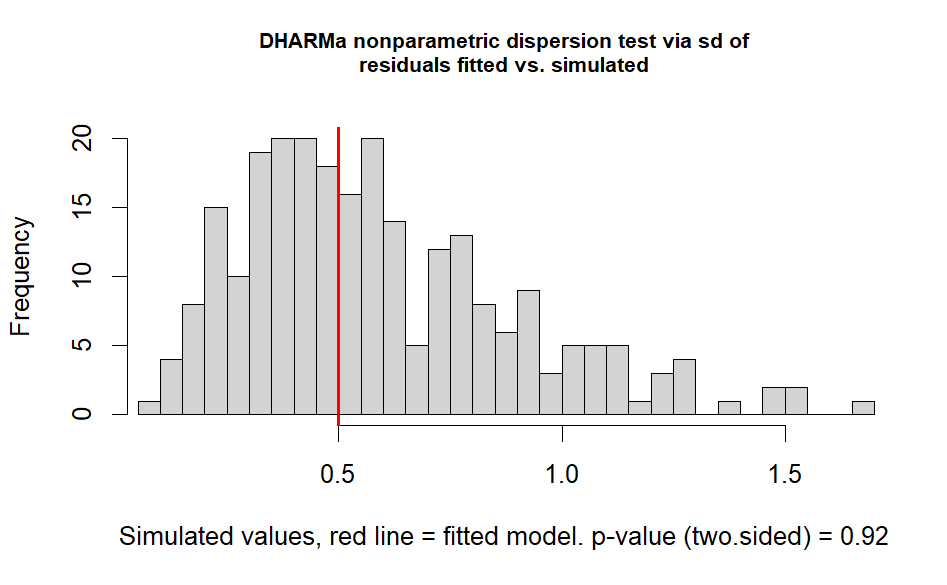 DHARMa nonparametric dispersion test via sd of
residuals fitted vs. simulated
Frequency
20
15
10
5
0
0.5 1.0 1.5
Simulated values, red line = fitted model. p-value (two.sided) = 0.92